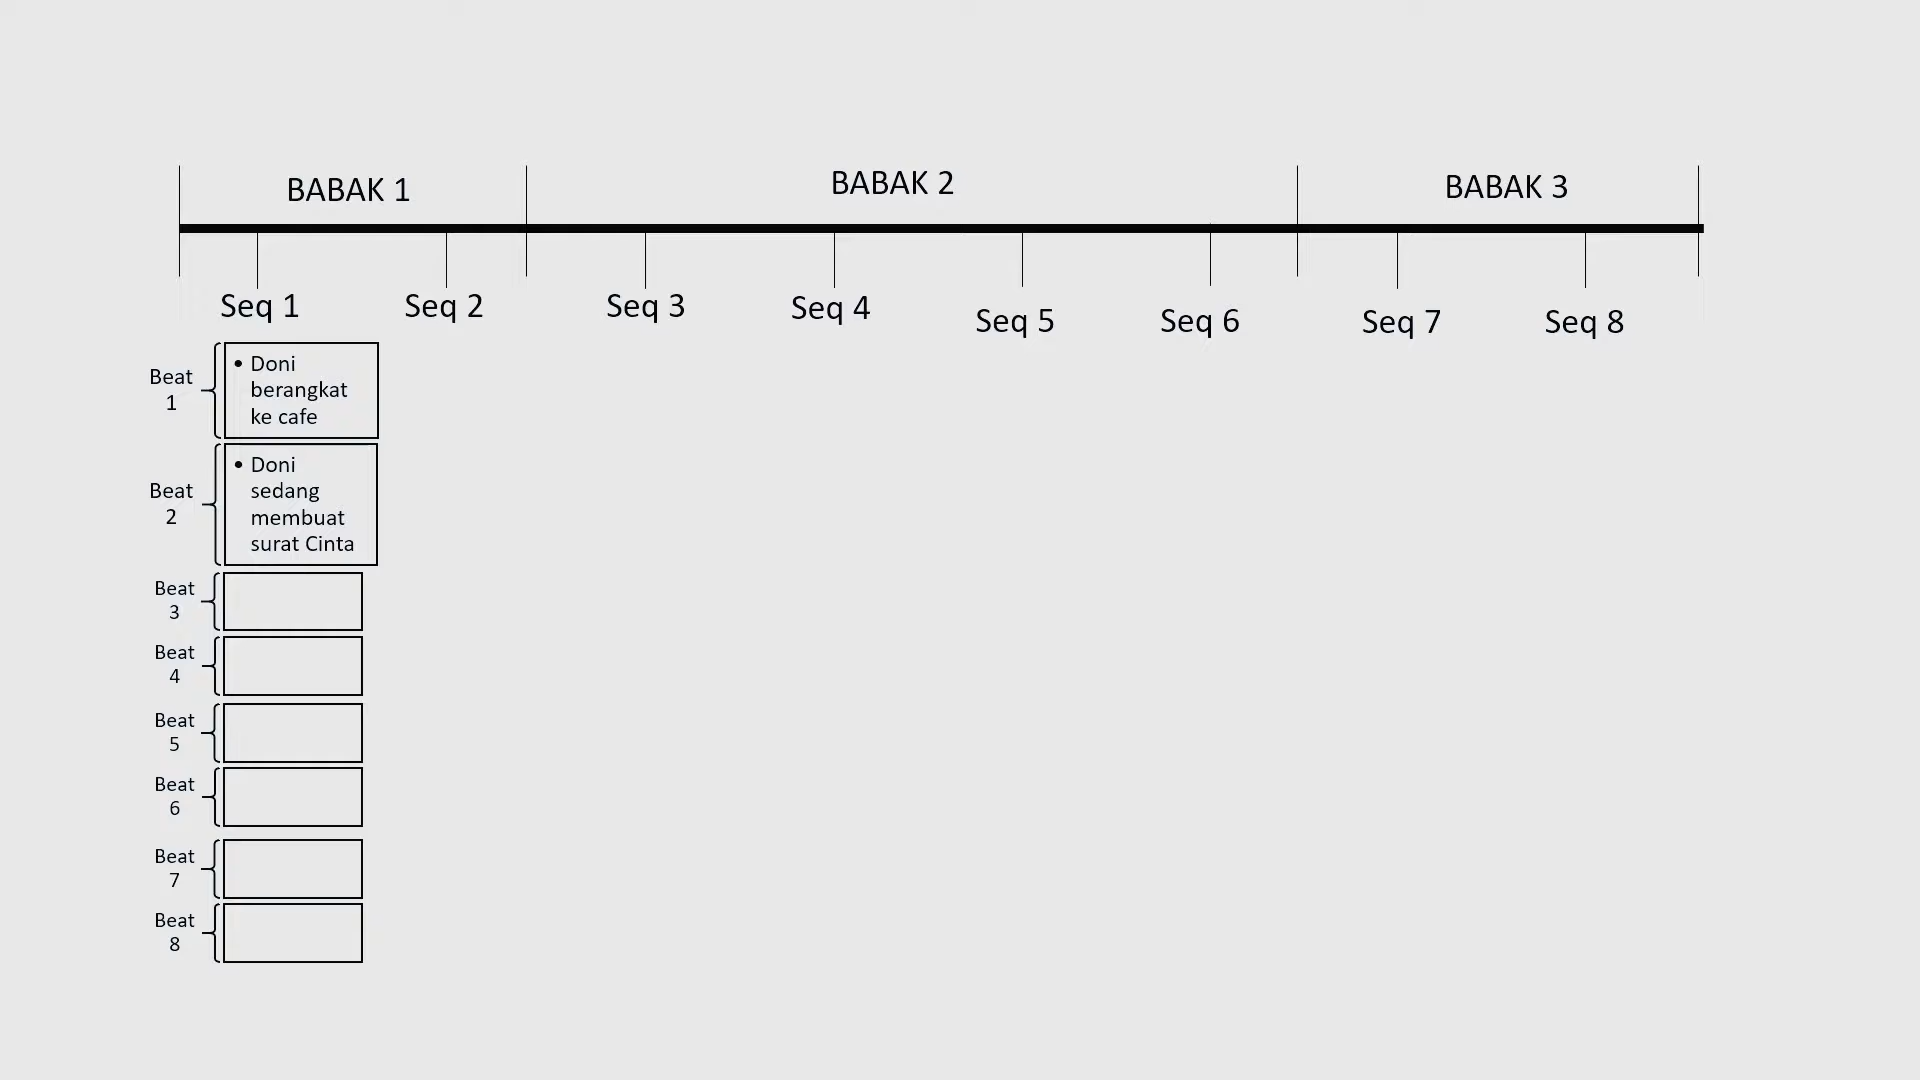 BABAK 1
BABAK 2
BABAK 3
Seq 1
Seq 2
Seq 3
Seq 4
Seq 5
Seq 6
Seq 7
Seq 8
Beat
1
• Doni
berangkat
ke cafe
Beat
2
• Doni
sedang
membuat
surat Cinta
Beat
3
Beat
4
Beat
5
Beat
6
Beat
7
Beat
8